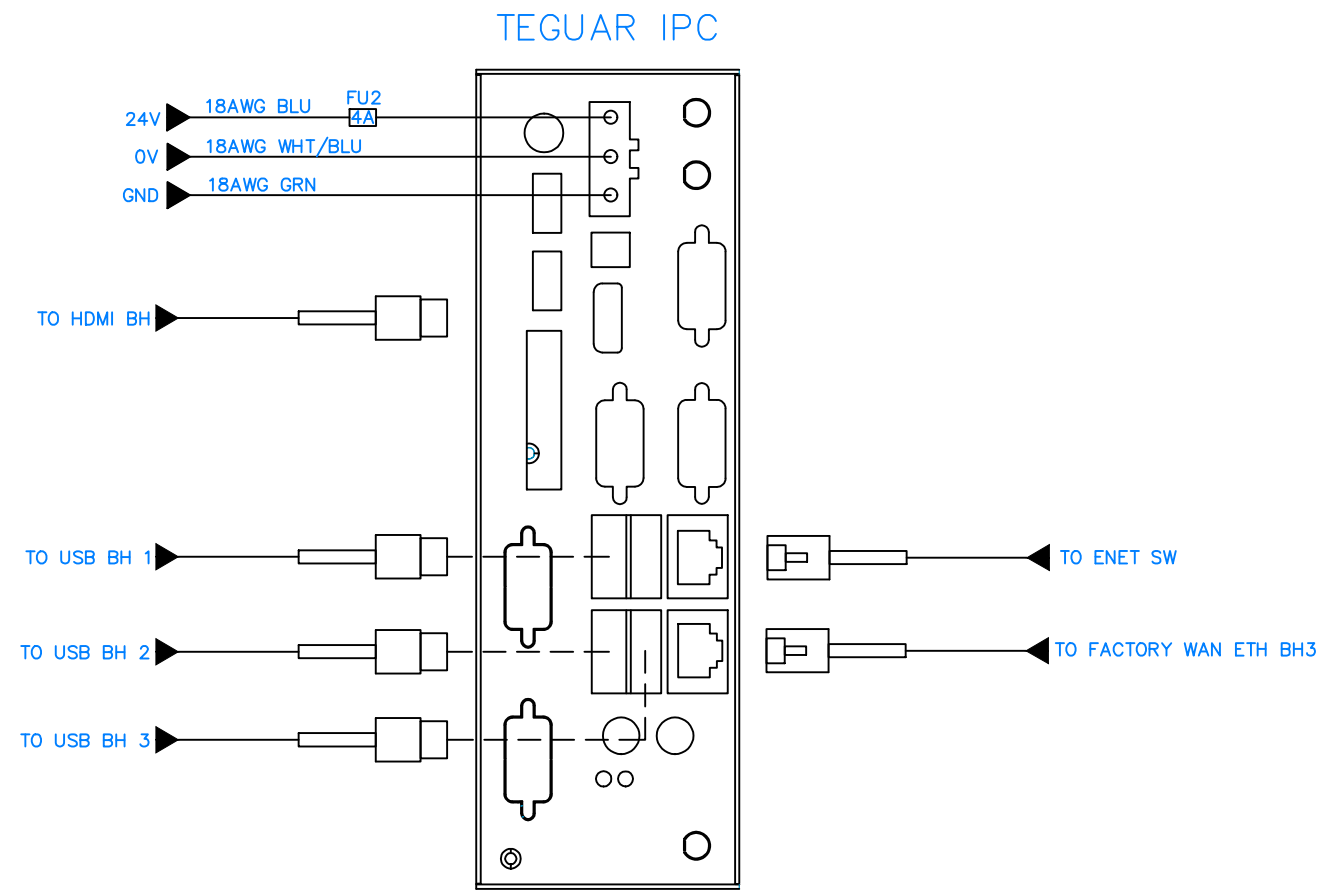 TEGUAR IPC
24V
18AWG BLU
FU2
4A
0V
18AWG WHT/BLU
GND
18AWG GRN
TO HDMI BH
TO USB BH 1
TO ENET SW
TO USB BH 2
TO FACTORY WAN ETH BH3
TO USB BH 3